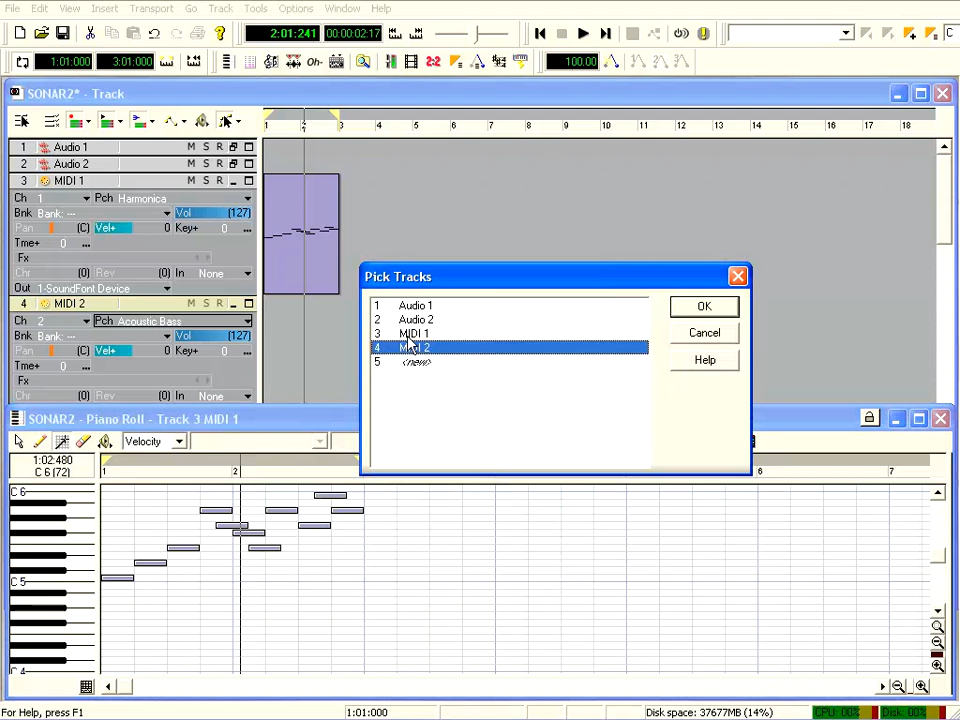 File Edit View Insert Transport Go Track Tools Options Window Help
2:01:241 00:00:02:17
1:01:000 3:01:000 Oh- 2:2 100.00
SONAR2* - Track
1 2 3 4 5 6 7 8 9 10 11 12 13 14 15 16 17 18
1 Audio 1 M S R
2 Audio 2 M S R
3 MIDI 1 M S R
Ch 1 Pch Harmonica
Bnk Bank: --- Vol (127)
Pan (C) Vel+ 0 Key+ 0
Tme+ 0
Fx
Chr (0) Rev (0) In None
Out 1-SoundFont Device
4 MIDI 2 M S R
Ch 2 Pch Acoustic Bass
Bnk Bank: --- Vol (127)
Pan (C) Vel+ 0 Key+ 0
Tme+ 0
Fx
Chr (0) Rev (0) In None
Pick Tracks
1 Audio 1
2 Audio 2
3 MIDI 1
4 MIDI 2
5 <new>
OK
Cancel
Help
SONAR2 - Piano Roll - Track 3 MIDI 1
Velocity
1:02:480
C 6 (72)
1 2 6 7
C 6
C 5
C 4
For Help, press F1 1:01:000 Disk space: 37677MB (14%) CPU: 00% Disk: 00%